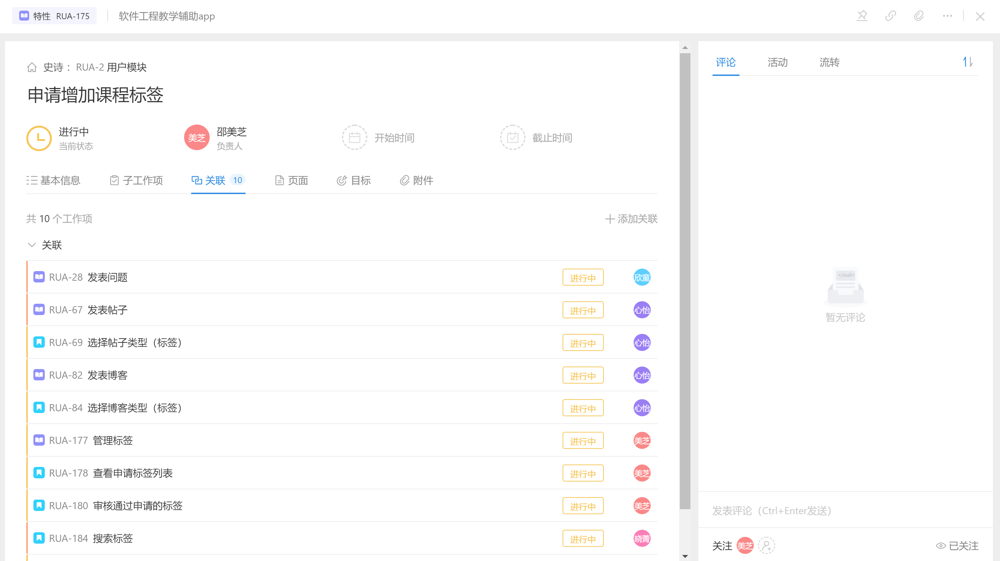 特性 RUA-175 软件工程教学辅助app
史诗： RUA-2 用户模块
申请增加课程标签
进行中
当前状态
美芝
邵美芝
负责人
开始时间
截止时间
基本信息 子工作项 关联 10 页面 目标 附件
共 10 个工作项 添加关联
关联
RUA-28 发表问题 进行中 欣童
RUA-67 发表帖子 进行中 心怡
RUA-69 选择帖子类型（标签） 进行中 心怡
RUA-82 发表博客 进行中 心怡
RUA-84 选择博客类型（标签） 进行中 心怡
RUA-177 管理标签 进行中 美芝
RUA-178 查看申请标签列表 进行中 美芝
RUA-180 审核通过申请的标签 进行中 美芝
RUA-184 搜索标签 进行中 晓菁
评论 活动 流转
</null>
暂无评论
发表评论（Ctrl+Enter发送）
关注 美芝 已关注